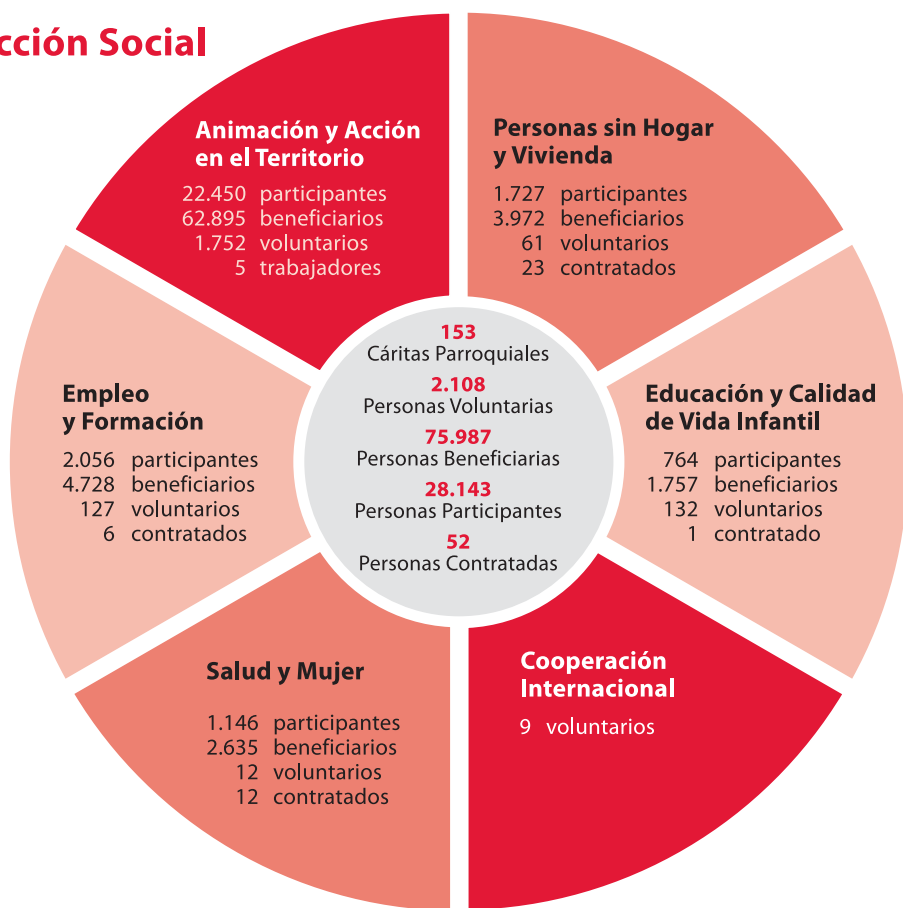 cción Social
Animación y Acción
en el Territorio
22.450 participantes
62.895 beneficiarios
1.752 voluntarios
5 trabajadores
Personas sin Hogar
y Vivienda
1.727 participantes
3.972 beneficiarios
61 voluntarios
23 contratados
Empleo
y Formación
2.056 participantes
4.728 beneficiarios
127 voluntarios
6 contratados
153
Cáritas Parroquiales
2.108
Personas Voluntarias
75.987
Personas Beneficiarias
28.143
Personas Participantes
52
Personas Contratadas
Educación y Calidad
de Vida Infantil
764 participantes
1.757 beneficiarios
132 voluntarios
1 contratado
Salud y Mujer
1.146 participantes
2.635 beneficiarios
12 voluntarios
12 contratados
Cooperación
Internacional
9 voluntarios